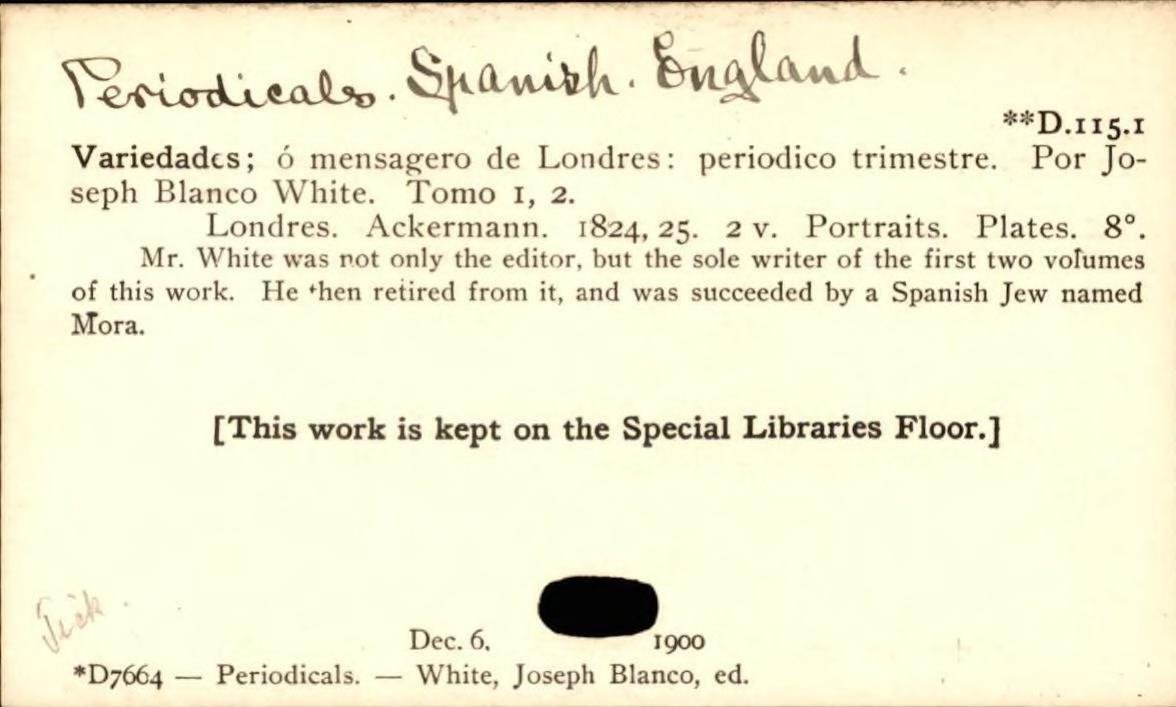 Periodicals. Spanish. England.
**D.115.1
Variedades; ó mensagero de Londres: periodico trimestre. Por Jo-
seph Blanco White. Tomo 1, 2.
Londres. Ackermann. 1824, 25. 2 v. Portraits. Plates. 8°.
Mr. White was not only the editor, but the sole writer of the first two volumes
of this work. He then retired from it, and was succeeded by a Spanish Jew named
Mora.
[This work is kept on the Special Libraries Floor.]
Tick.
Dec. 6, 1900
*D7664 — Periodicals. — White, Joseph Blanco, ed.